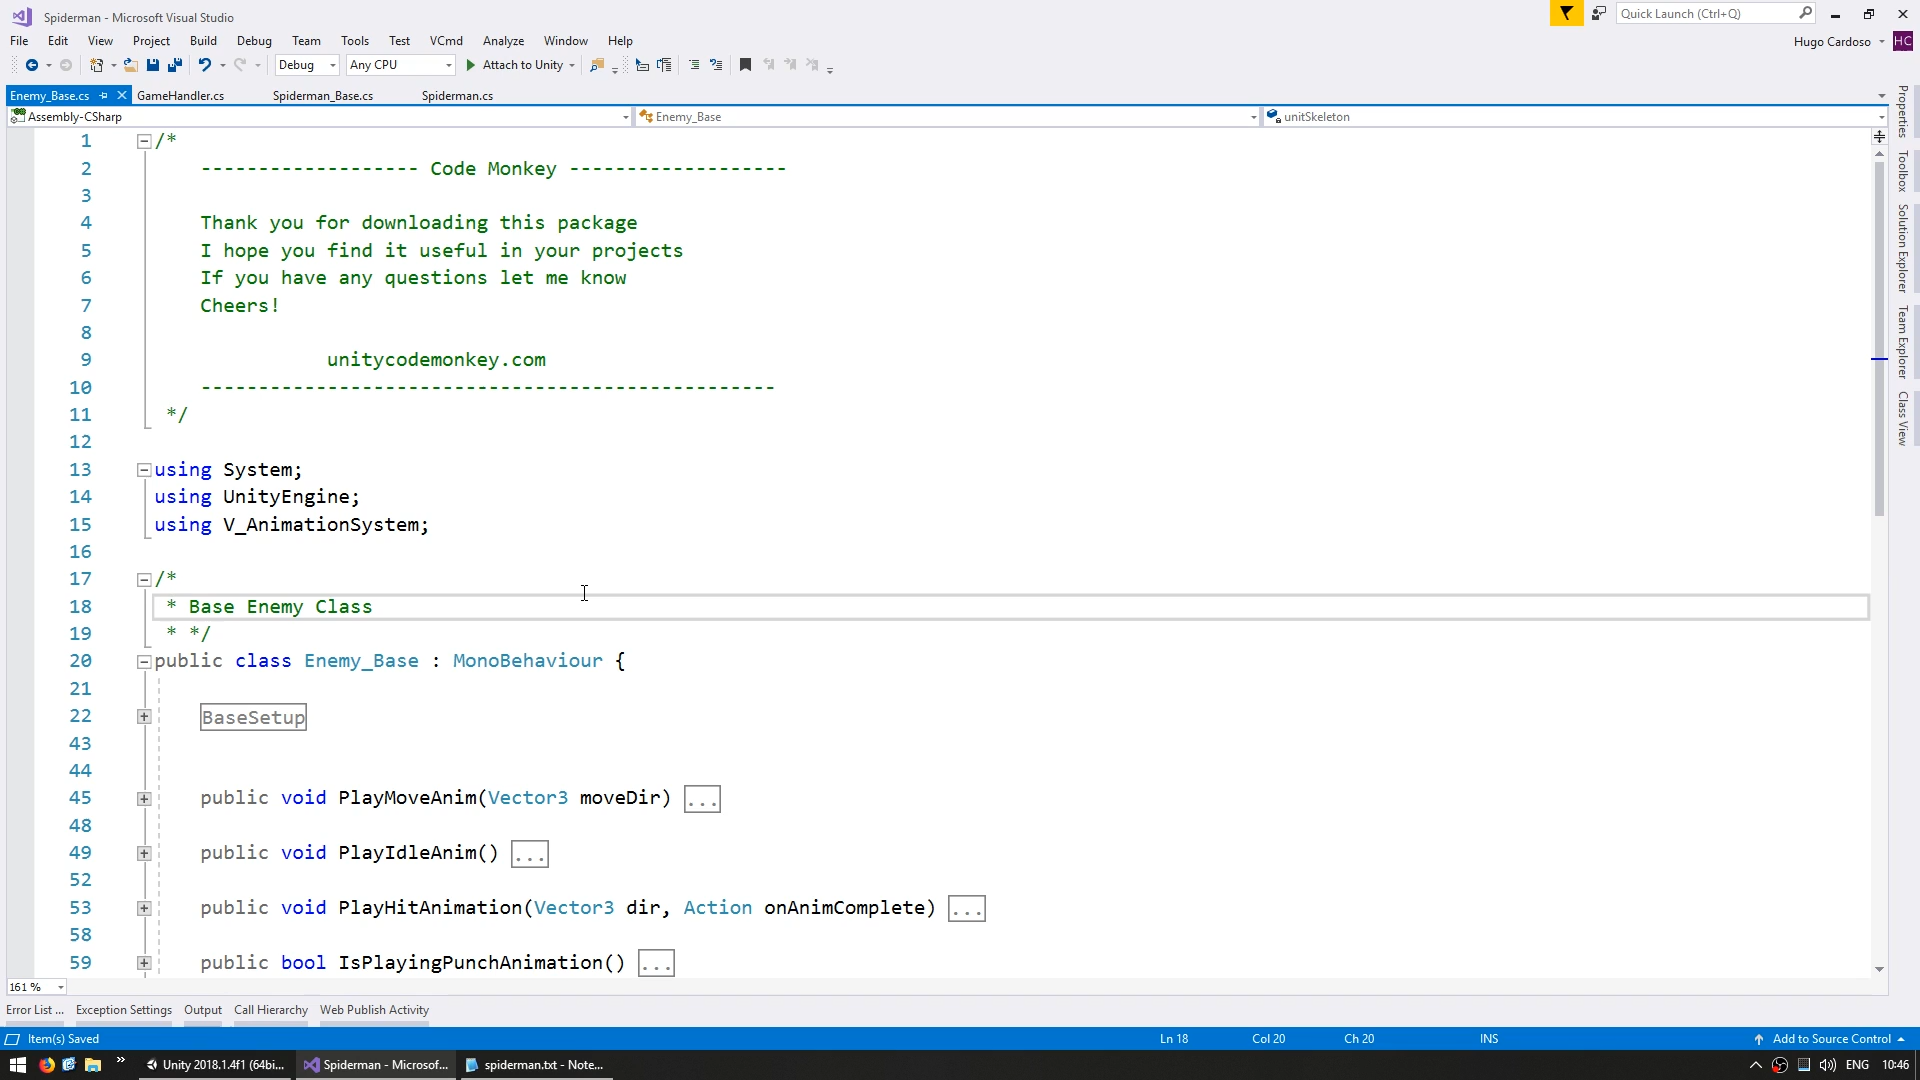 Spiderman - Microsoft Visual Studio
Quick Launch (Ctrl+Q)
File Edit View Project Build Debug Team Tools Test VCmd Analyze Window Help
Hugo Cardoso HC
Debug Any CPU Attach to Unity
Enemy_Base.cs GameHandler.cs Spiderman_Base.cs Spiderman.cs
Assembly-CSharp Enemy_Base unitSkeleton
1 /*
2 ------------------- Code Monkey -------------------
3
4 Thank you for downloading this package
5 I hope you find it useful in your projects
6 If you have any questions let me know
7 Cheers!
8
9 unitycodemonkey.com
10 --------------------------------------------------
11 */
12
13 using System;
14 using UnityEngine;
15 using V_AnimationSystem;
16
17 /*
18 * Base Enemy Class
19 * */
20 public class Enemy_Base : MonoBehaviour {
21
22 BaseSetup
43
44
45 public void PlayMoveAnim(Vector3 moveDir) ...
48
49 public void PlayIdleAnim() ...
52
53 public void PlayHitAnimation(Vector3 dir, Action onAnimComplete) ...
58
59 public bool IsPlayingPunchAnimation() ...
Properties
Toolbox
Solution Explorer
Team Explorer
Class View
161 %
Error List ... Exception Settings Output Call Hierarchy Web Publish Activity
Item(s) Saved Ln 18 Col 20 Ch 20 INS Add to Source Control
Unity 2018.1.4f1 (64bi... Spiderman - Microsof... spiderman.txt - Note... ENG 10:46